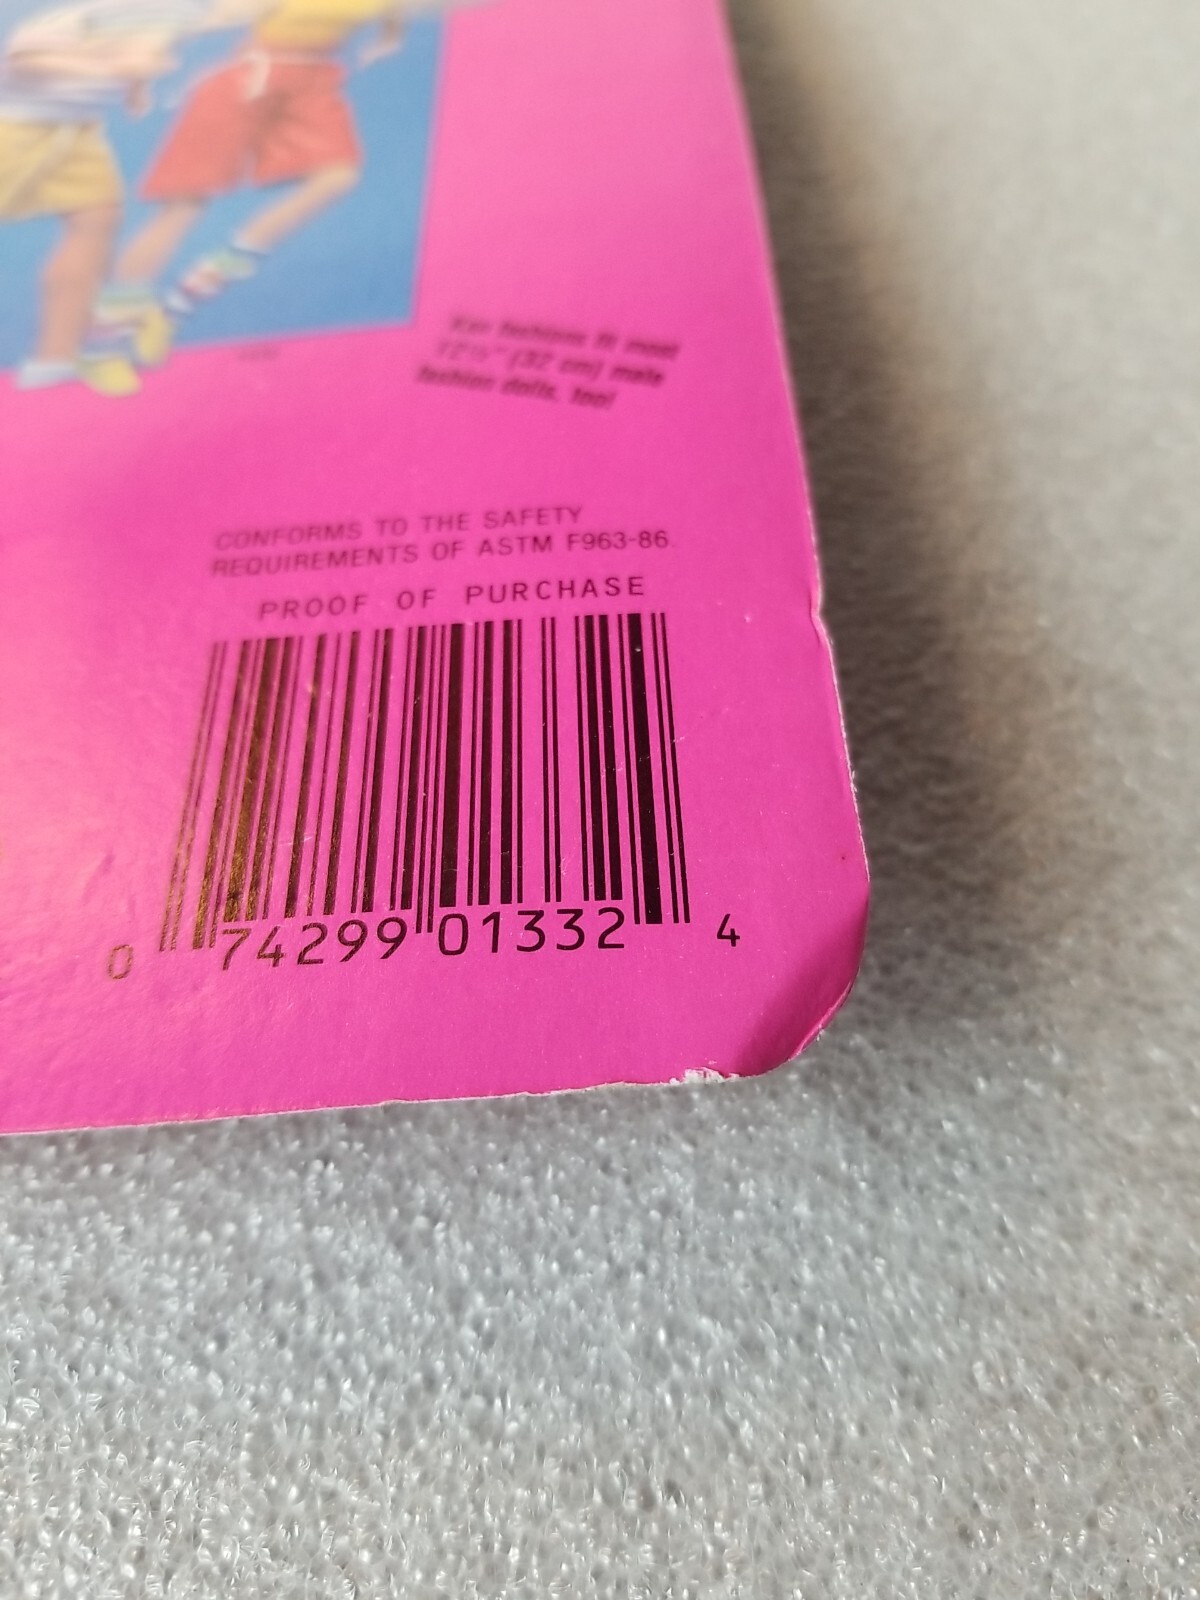 Ken fashions fit most
12½" (32 cm) male
fashion dolls, too!
CONFORMS TO THE SAFETY
REQUIREMENTS OF ASTM F963-86.
PROOF OF PURCHASE
0 74299 01332 4